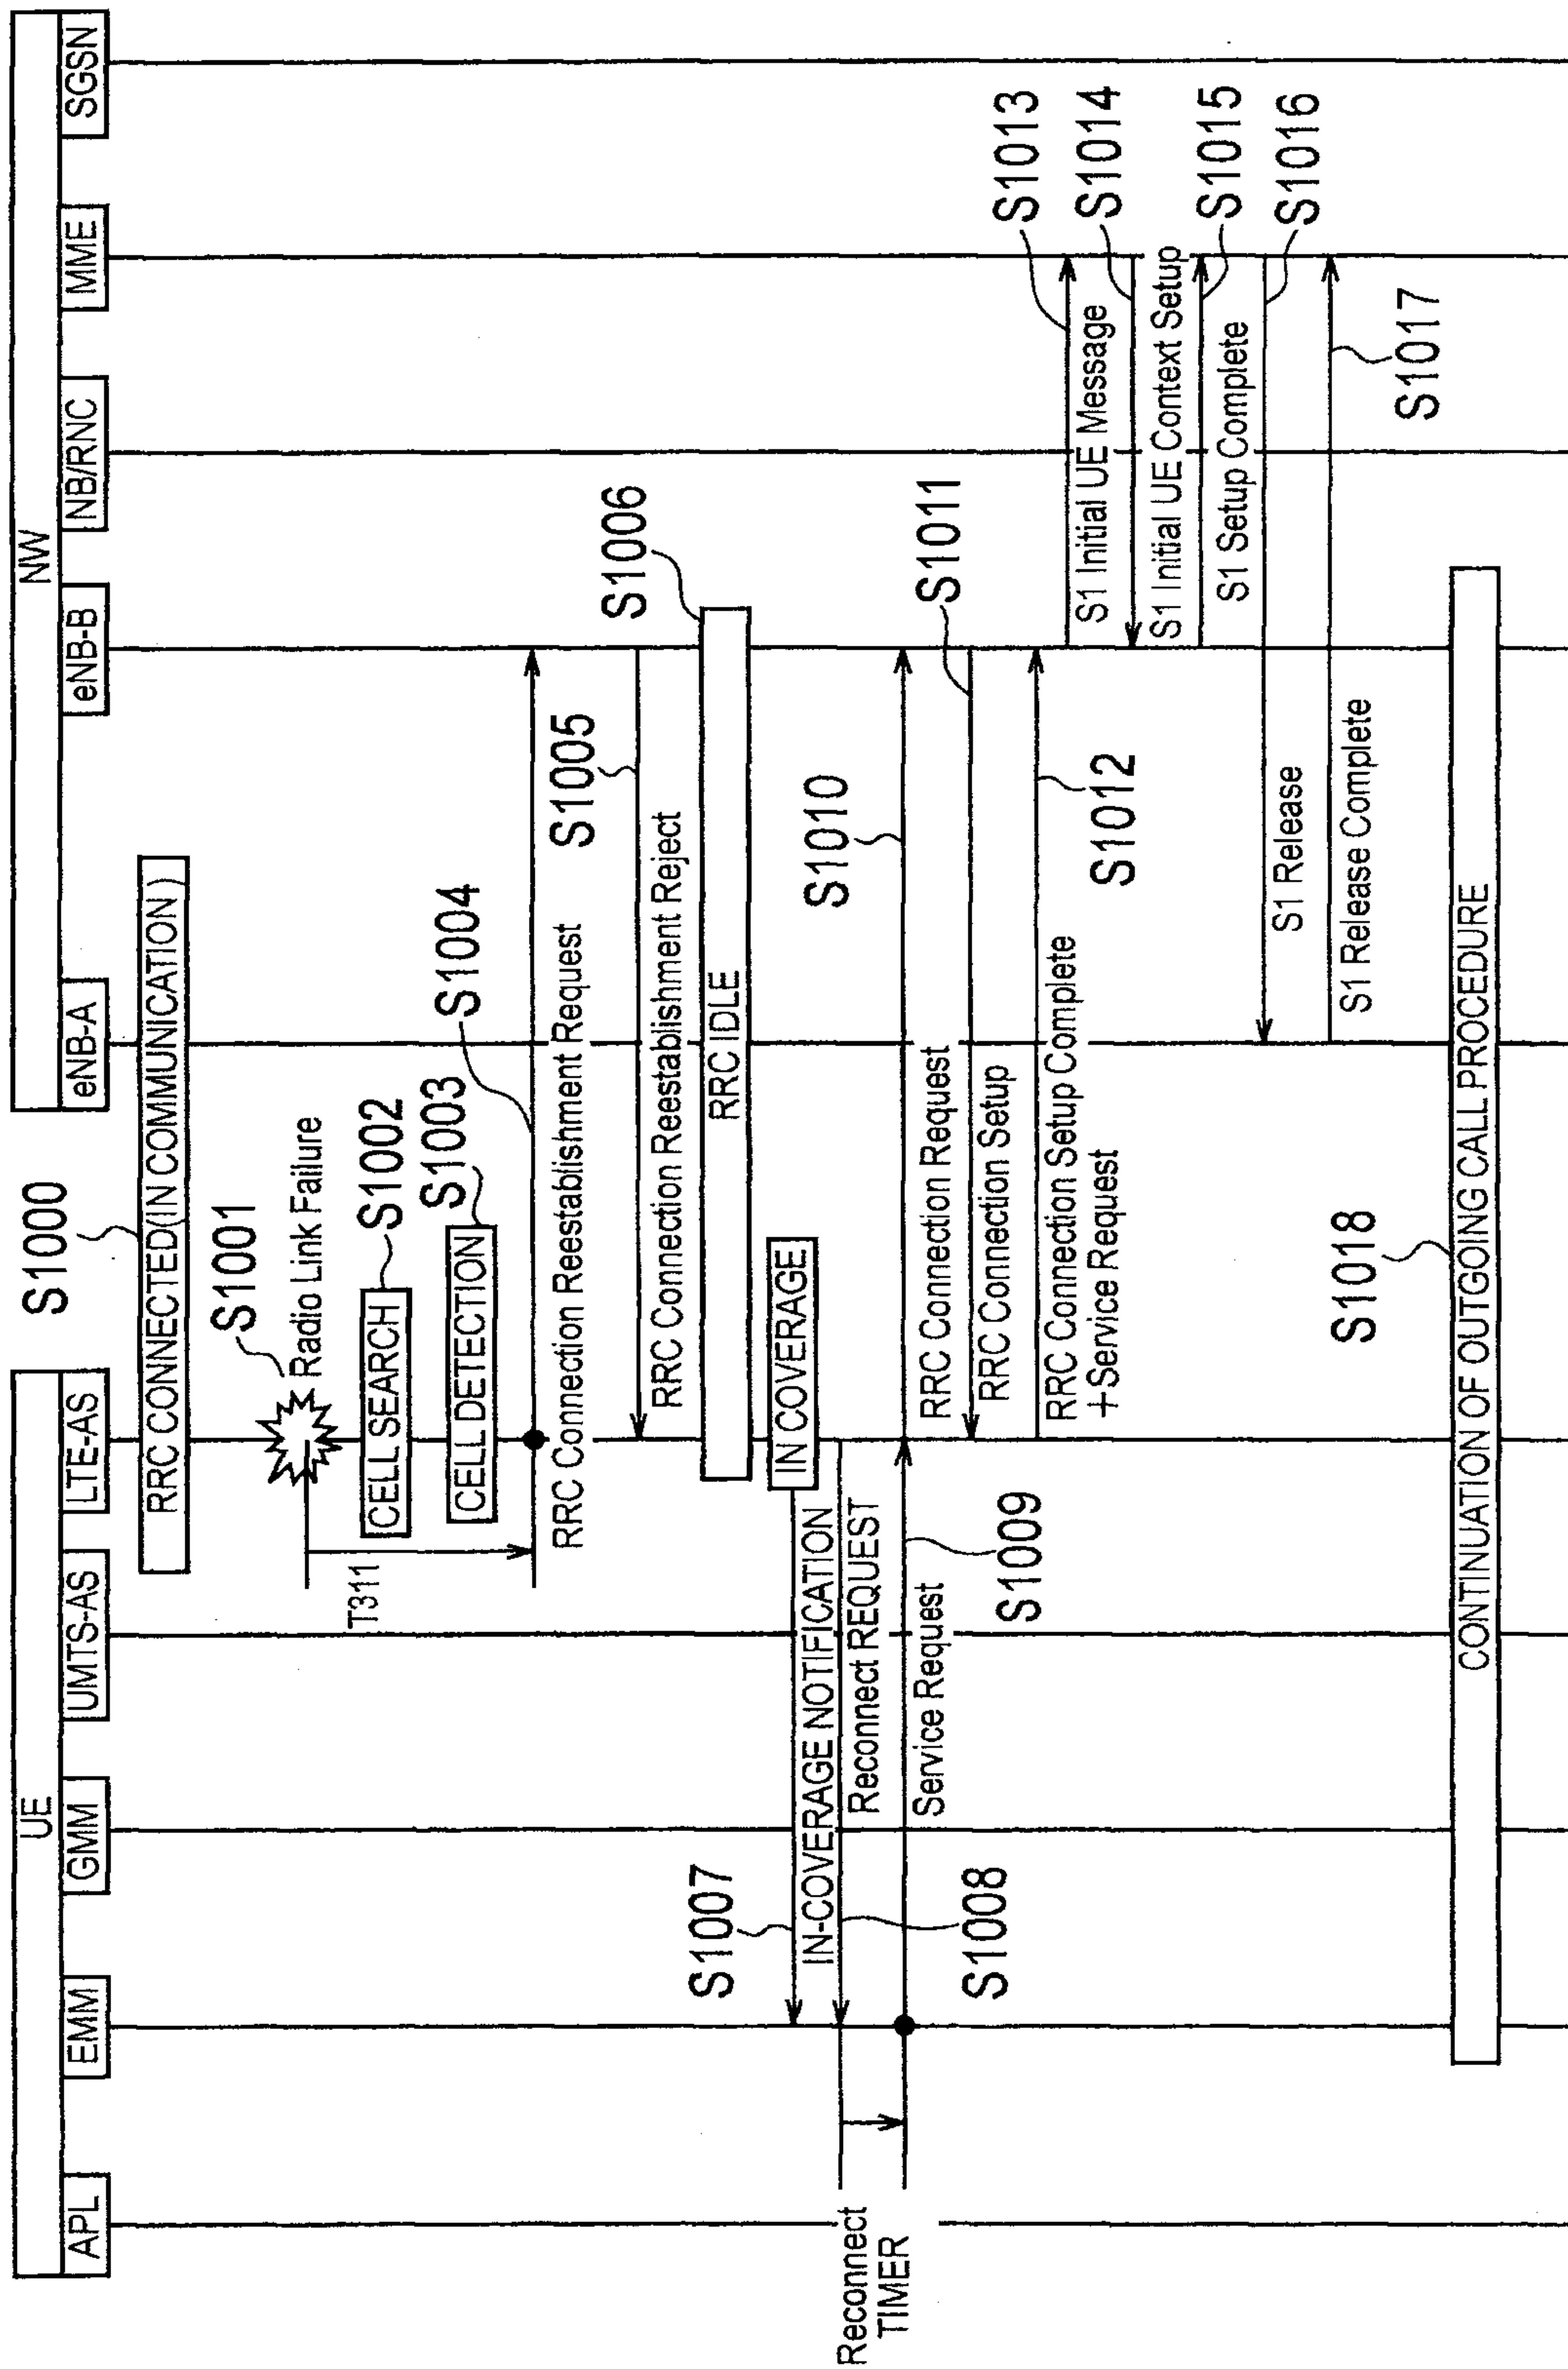 UE
NW
APL
EMM
GMM
UMTS-AS
LTE-AS
eNB-A
eNB-B
NB/RNC
MME
SGSN
S1000
RRC CONNECTED(IN COMMUNICATION)
S1001
Radio Link Failure
T311
CELL SEARCH
S1002
CELL DETECTION
S1003
S1004
RRC Connection Reestablishment Request
S1005
RRC Connection Reestablishment Reject
S1006
RRC IDLE
IN COVERAGE
S1007
IN-COVERAGE NOTIFICATION
S1008
Reconnect REQUEST
Reconnect
TIMER
S1009
Service Request
S1010
RRC Connection Request
S1011
RRC Connection Setup
S1012
RRC Connection Setup Complete
+Service Request
S1013
S1 Initial UE Message
S1014
S1 Initial UE Context Setup
S1015
S1 Setup Complete
S1016
S1 Release
S1017
S1 Release Complete
S1018
CONTINUATION OF OUTGOING CALL PROCEDURE